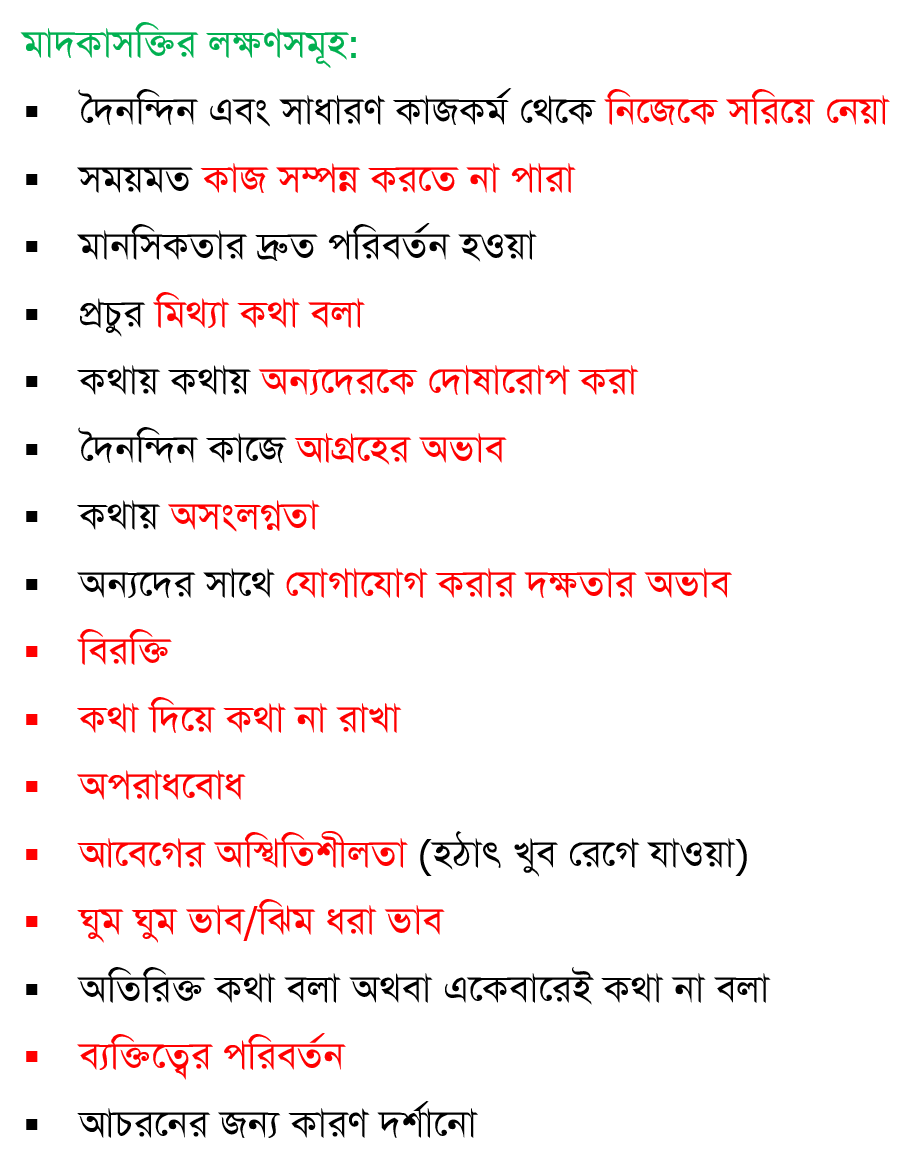 মাদকাসক্তির লক্ষণসমূহ:
▪ দৈনন্দিন এবং সাধারণ কাজকর্ম থেকে নিজেকে সরিয়ে নেয়া
▪ সময়মত কাজ সম্পন্ন করতে না পারা
▪ মানসিকতার দ্রুত পরিবর্তন হওয়া
▪ প্রচুর মিথ্যা কথা বলা
▪ কথায় কথায় অন্যদেরকে দোষারোপ করা
▪ দৈনন্দিন কাজে আগ্রহের অভাব
▪ কথায় অসংলগ্নতা
▪ অন্যদের সাথে যোগাযোগ করার দক্ষতার অভাব
▪ বিরক্তি
▪ কথা দিয়ে কথা না রাখা
▪ অপরাধবোধ
▪ আবেগের অস্থিতিশীলতা (হঠাৎ খুব রেগে যাওয়া)
▪ ঘুম ঘুম ভাব/ঝিম ধরা ভাব
▪ অতিরিক্ত কথা বলা অথবা একেবারেই কথা না বলা
▪ ব্যক্তিত্বের পরিবর্তন
▪ আচরনের জন্য কারণ দর্শানো